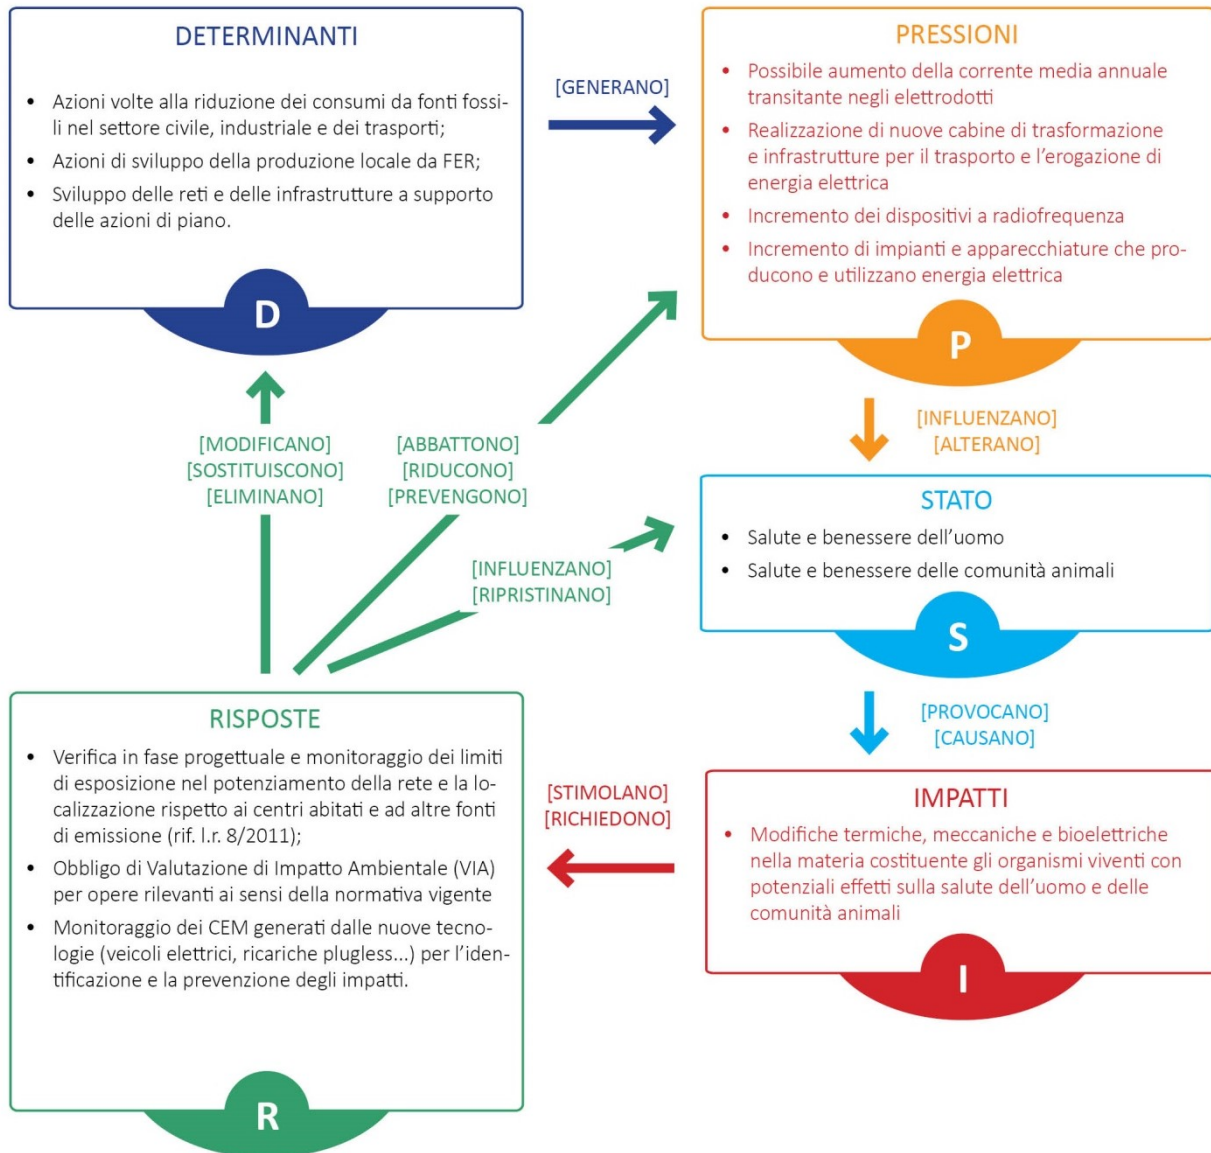 DETERMINANTI
• Azioni volte alla riduzione dei consumi da fonti fossi-
li nel settore civile, industriale e dei trasporti;
• Azioni di sviluppo della produzione locale da FER;
• Sviluppo delle reti e delle infrastrutture a supporto
delle azioni di piano.
D
[GENERANO]
PRESSIONI
• Possibile aumento della corrente media annuale
transitante negli elettrodotti
• Realizzazione di nuove cabine di trasformazione
e infrastrutture per il trasporto e l’erogazione di
energia elettrica
• Incremento dei dispositivi a radiofrequenza
• Incremento di impianti e apparecchiature che pro-
ducono e utilizzano energia elettrica
P
[INFLUENZANO]
[ALTERANO]
[MODIFICANO]
[SOSTITUISCONO]
[ELIMINANO]
[ABBATTONO]
[RIDUCONO]
[PREVENGONO]
[INFLUENZANO]
[RIPRISTINANO]
STATO
• Salute e benessere dell’uomo
• Salute e benessere delle comunità animali
S
[PROVOCANO]
[CAUSANO]
IMPATTI
• Modifiche termiche, meccaniche e bioelettriche
nella materia costituente gli organismi viventi con
potenziali effetti sulla salute dell’uomo e delle
comunità animali
I
[STIMOLANO]
[RICHIEDONO]
RISPOSTE
• Verifica in fase progettuale e monitoraggio dei limiti
di esposizione nel potenziamento della rete e la lo-
calizzazione rispetto ai centri abitati e ad altre fonti
di emissione (rif. l.r. 8/2011);
• Obbligo di Valutazione di Impatto Ambientale (VIA)
per opere rilevanti ai sensi della normativa vigente
• Monitoraggio dei CEM generati dalle nuove tecno-
logie (veicoli elettrici, ricariche plugless...) per l’iden-
tificazione e la prevenzione degli impatti.
R